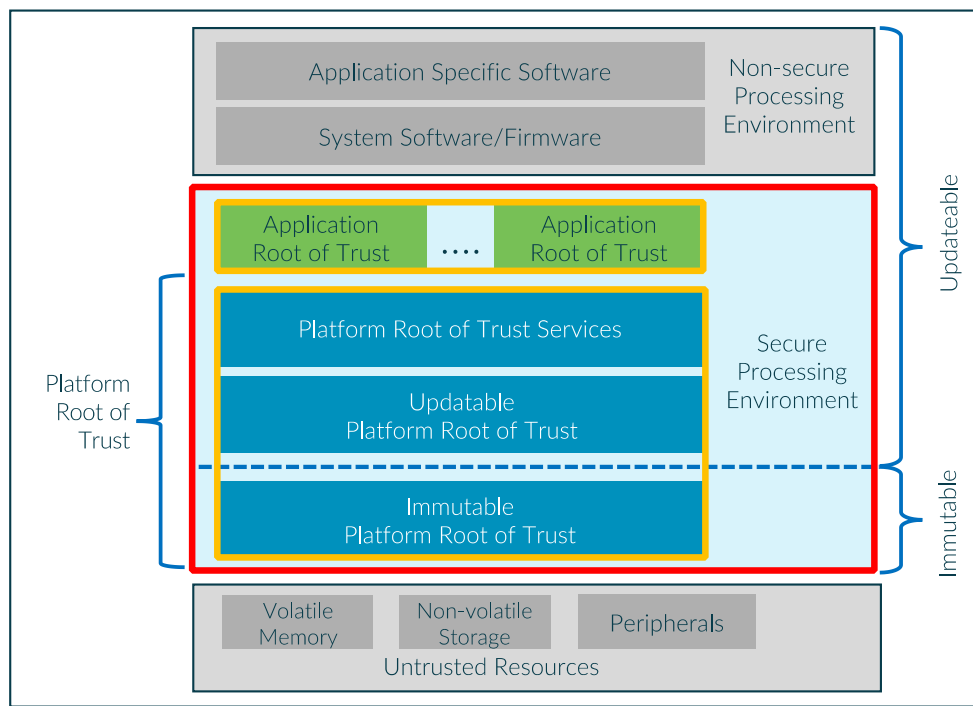 Application Specific Software
System Software/Firmware
Non-secure
Processing
Environment
Application
Root of Trust
....
Application
Root of Trust
Platform Root of Trust Services
Updatable
Platform Root of Trust
Immutable
Platform Root of Trust
Secure
Processing
Environment
Platform
Root of
Trust
Updateable
Immutable
Volatile
Memory
Non-volatile
Storage
Peripherals
Untrusted Resources